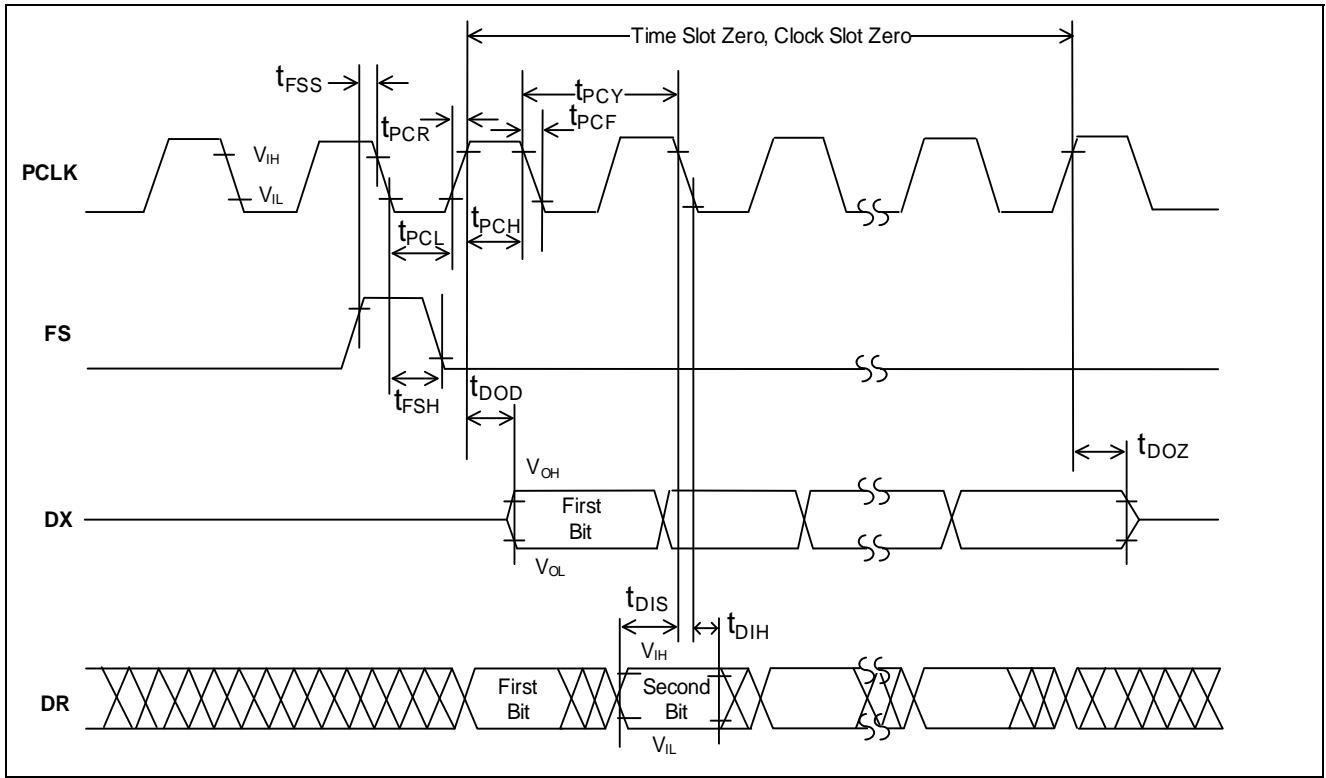 Time Slot Zero, Clock Slot Zero
tFSS
tPCY
tPCR
tPCF
PCLK
VIH
VIL
tPCL
tPCH
FS
tFSH
tDOD
tDOZ
VOH
DX
First
Bit
VOL
tDIS
tDIH
VIH
DR
First
Bit
Second
Bit
VIL